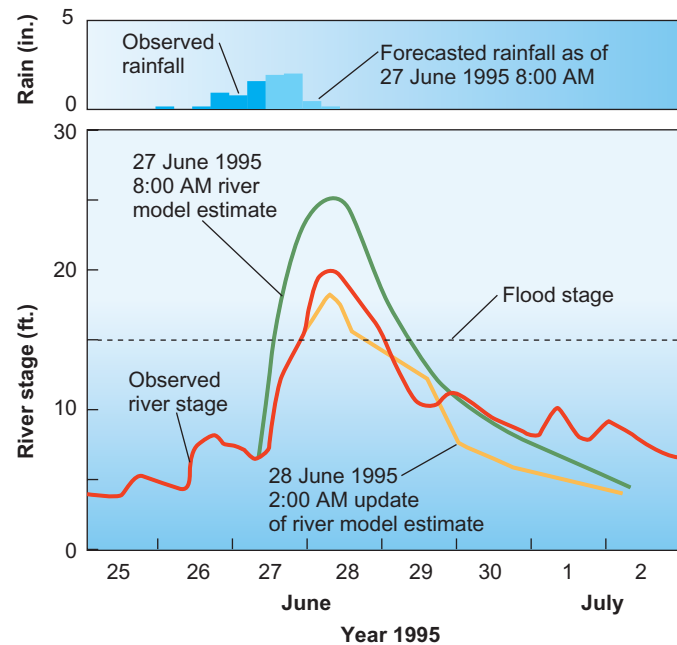 Rain (in.)
5
0
Observed
rainfall
Forecasted rainfall as of
27 June 1995 8:00 AM
River stage (ft.)
30
20
10
0
27 June 1995
8:00 AM river
model estimate
Flood stage
Observed
river stage
28 June 1995
2:00 AM update
of river model estimate
25 26 27 28 29 30 1 2
June July
Year 1995